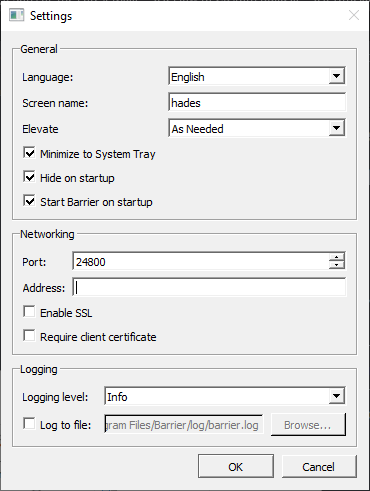 Settings
General
Language: English
Screen name: hades
Elevate As Needed
Minimize to System Tray
Hide on startup
Start Barrier on startup
Networking
Port: 24800
Address:
Enable SSL
Require client certificate
Logging
Logging level: Info
Log to file: gram Files/Barrier/log/barrier.log Browse...
OK Cancel